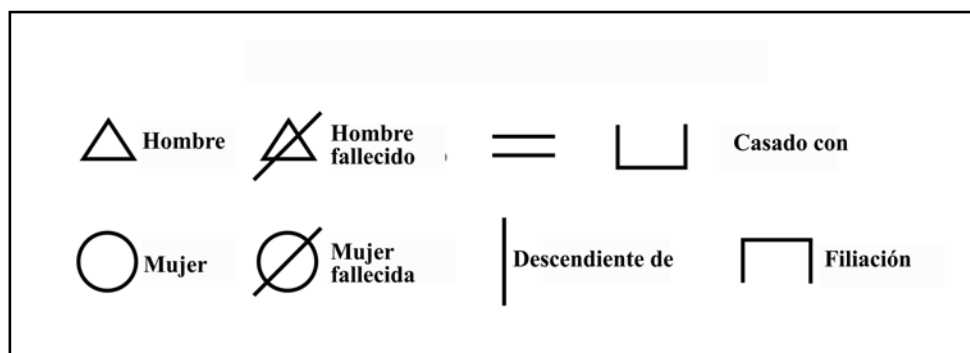 Hombre
Hombre
fallecido
Casado con
Mujer
Mujer
fallecida
Descendiente de
Filiación